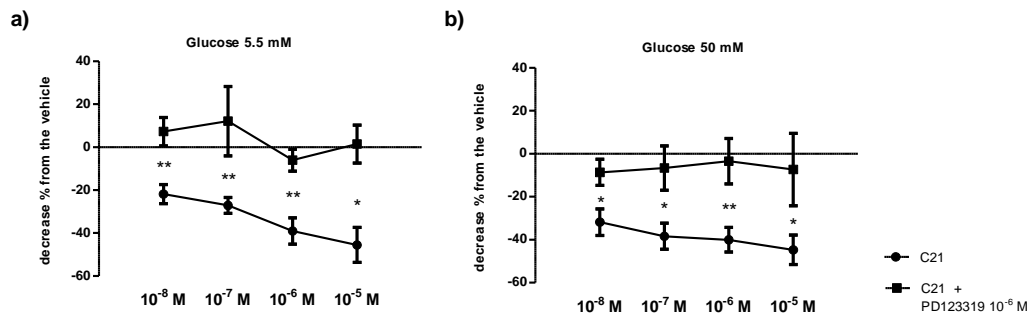 a)
Glucose 5.5 mM
decrease % from the vehicle
40
20
0
-20
-40
-60
**
**
**
*
10⁻⁸ M
10⁻⁷ M
10⁻⁶ M
10⁻⁵ M
b)
Glucose 50 mM
decrease % from the vehicle
40
20
0
-20
-40
-60
*
*
**
*
10⁻⁸ M
10⁻⁷ M
10⁻⁶ M
10⁻⁵ M
C21
C21 +
PD123319 10⁻⁶ M